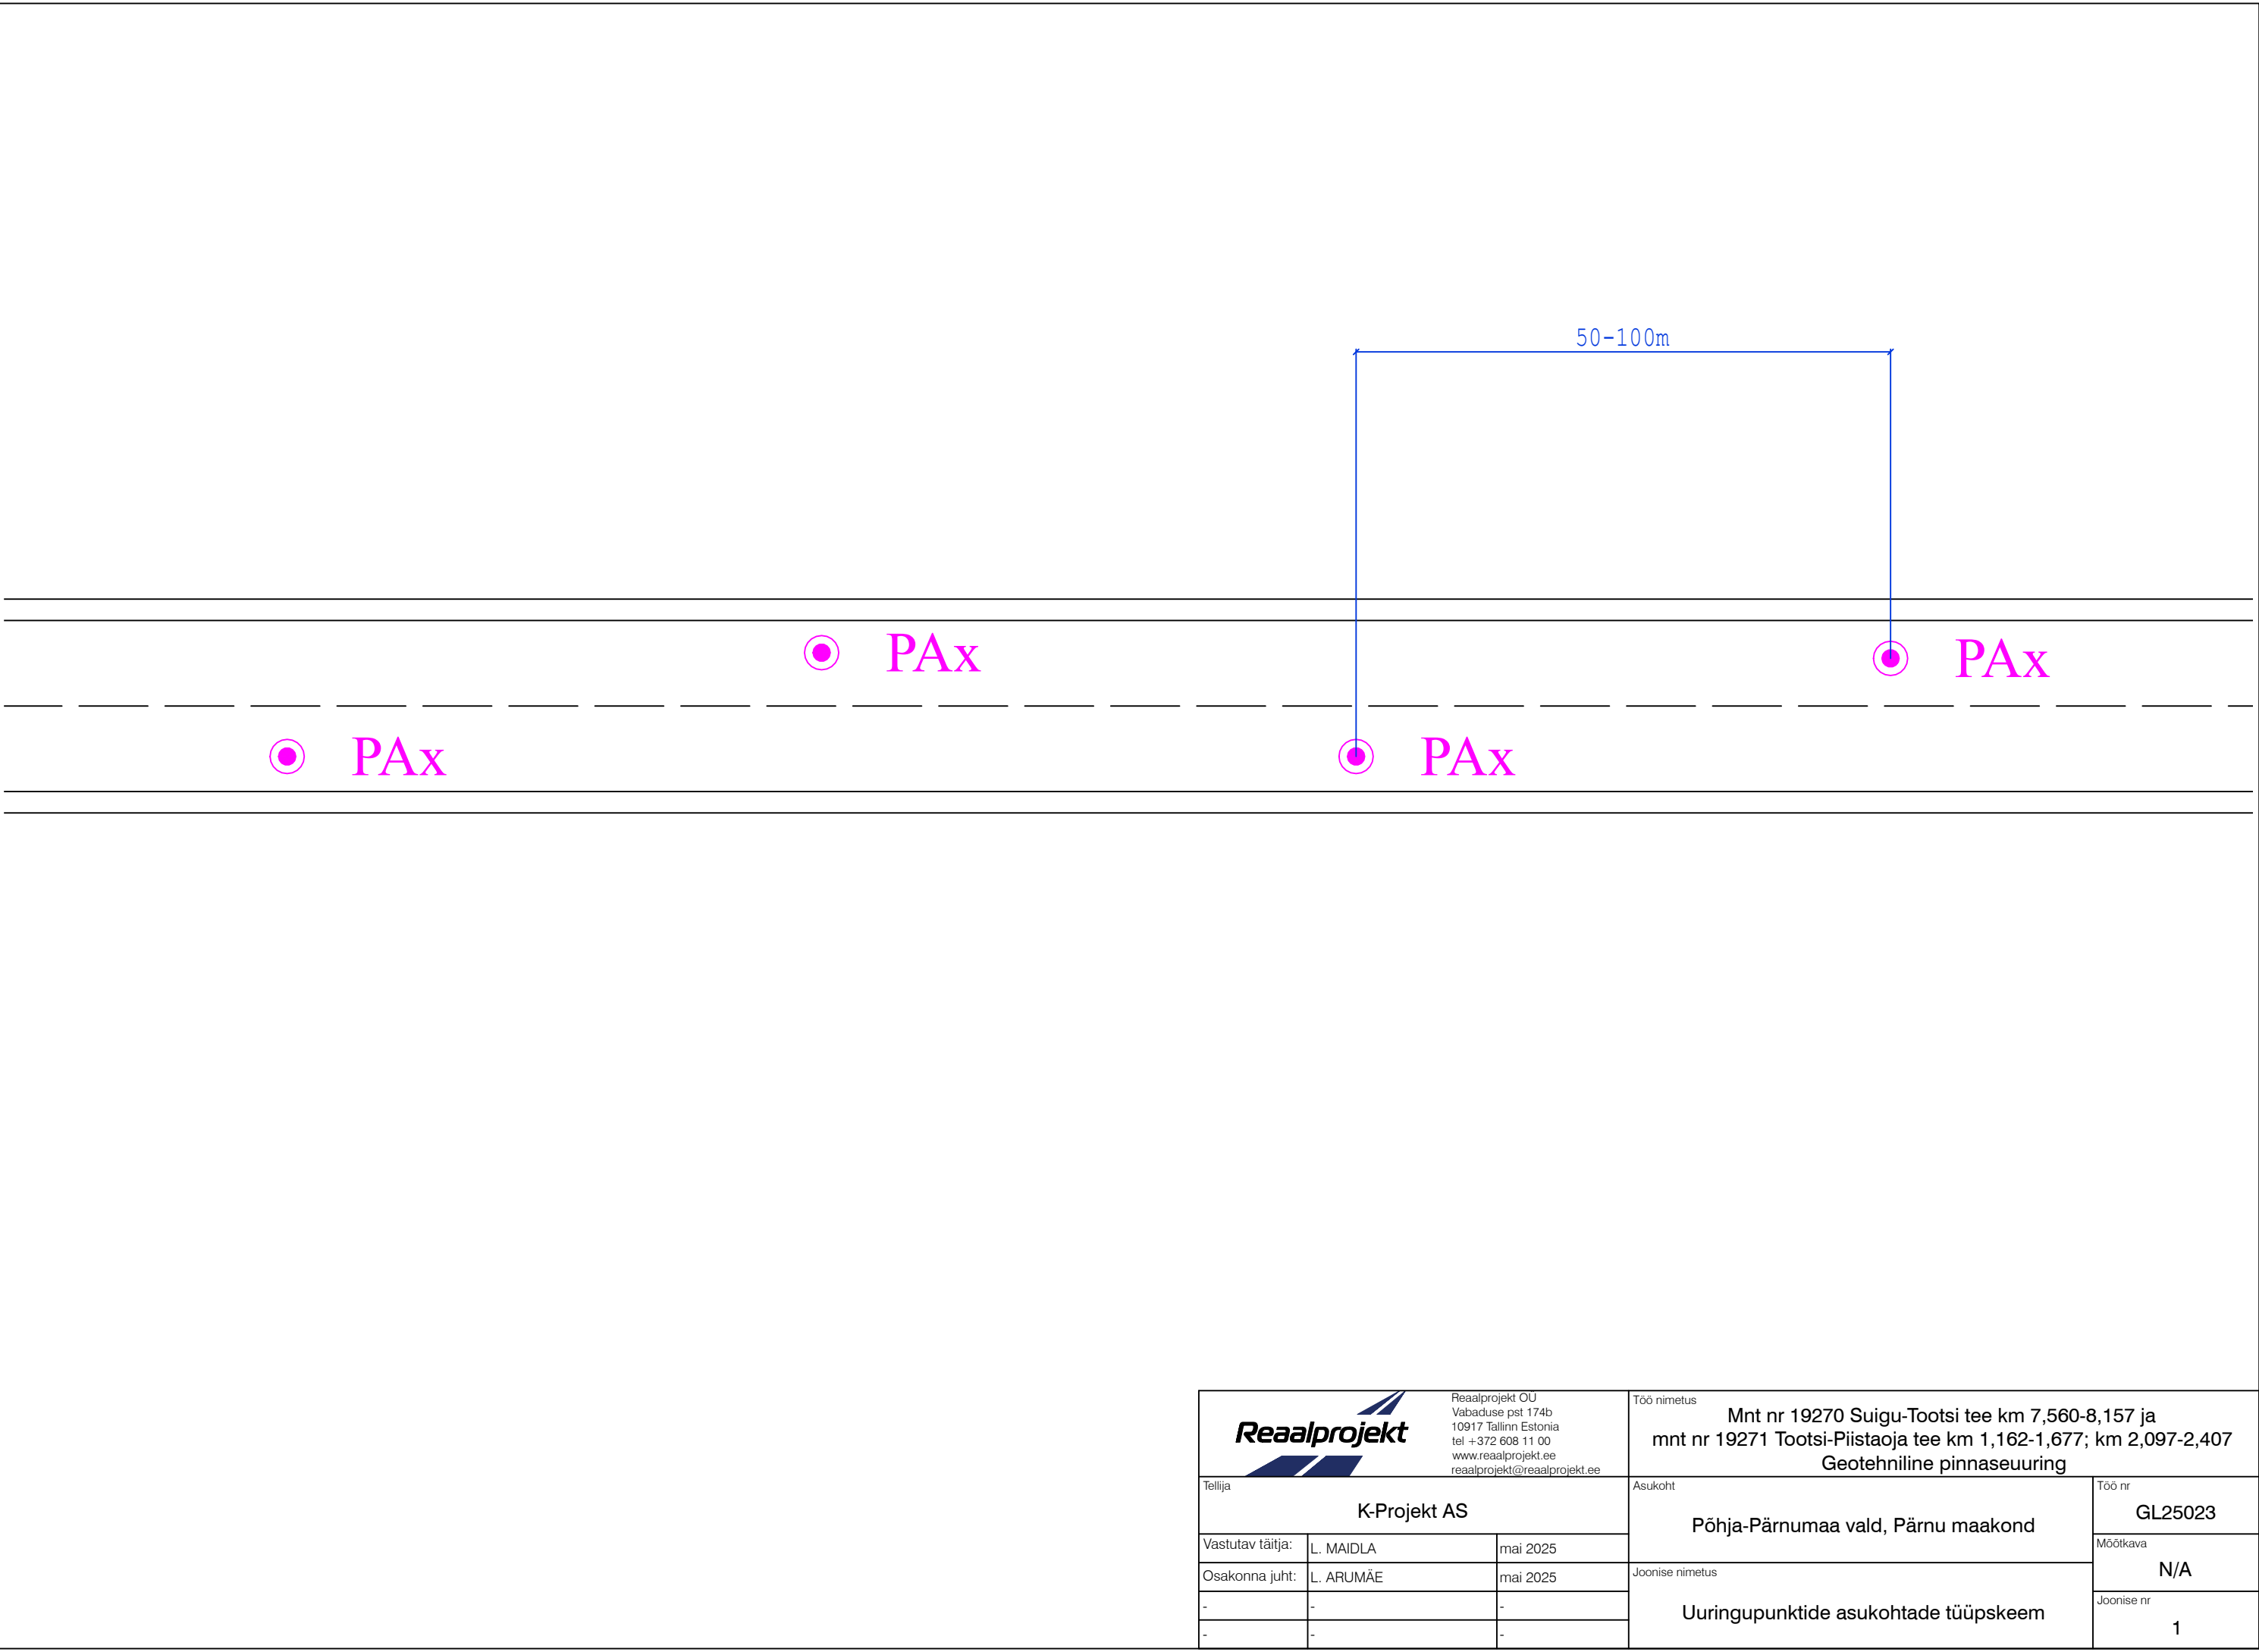 50-100m
PAx
PAx
PAx
PAx
Reaalprojekt
Reaalprojekt OÜ
Vabaduse pst 174b
10917 Tallinn Estonia
tel +372 608 11 00
www.reaalprojekt.ee
reaalprojekt@reaalprojekt.ee
Töö nimetus
Mnt nr 19270 Suigu-Tootsi tee km 7,560-8,157 ja
mnt nr 19271 Tootsi-Piistaoja tee km 1,162-1,677; km 2,097-2,407
Geotehniline pinnaseuuring
Tellija
K-Projekt AS
Asukoht
Põhja-Pärnumaa vald, Pärnu maakond
Töö nr
GL25023
Vastutav täitja: L. MAIDLA mai 2025
Osakonna juht: L. ARUMÄE mai 2025
- - -
- - -
Mõõtkava
N/A
Joonise nimetus
Uuringupunktide asukohtade tüüpskeem
Joonise nr
1